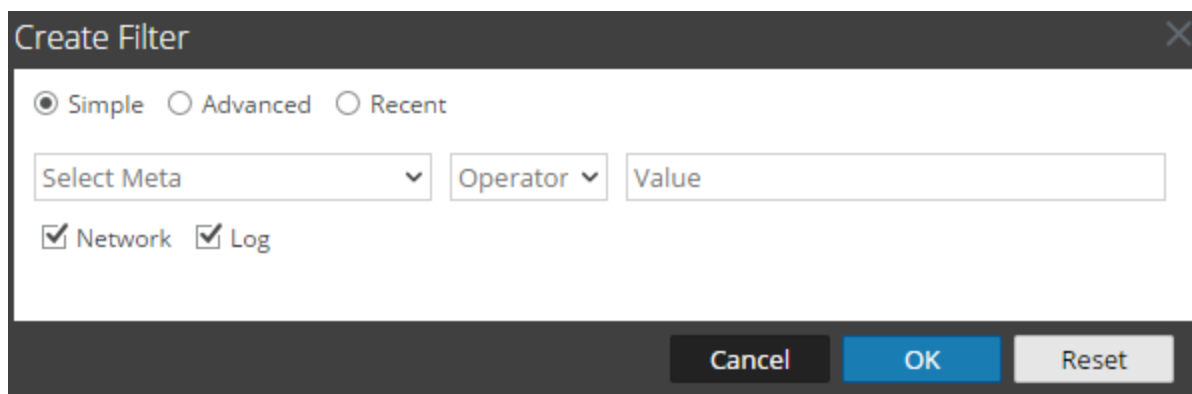 Create Filter
Simple Advanced Recent
Select Meta Operator Value
Network Log
Cancel OK Reset